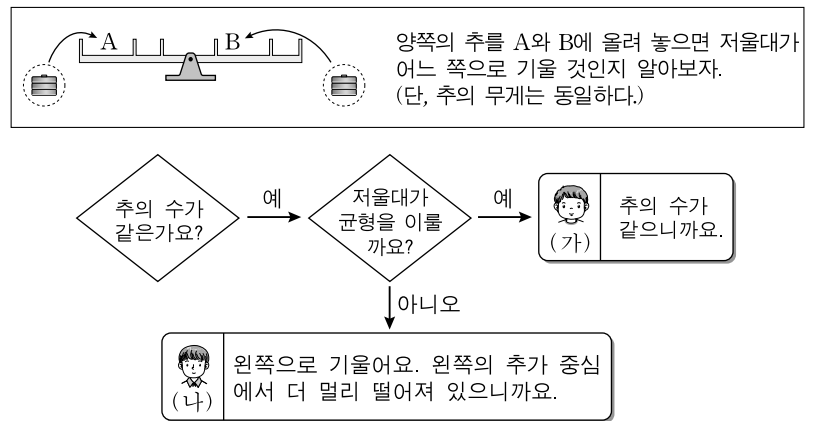 A
B
양쪽의 추를 A와 B에 올려 놓으면 저울대가
어느 쪽으로 기울 것인지 알아보자.
(단, 추의 무게는 동일하다.)
추의 수가
같은가요?
예
저울대가
균형을 이룰
까요?
예
(가)
추의 수가
같으니까요.
아니오
(나)
왼쪽으로 기울어요. 왼쪽의 추가 중심
에서 더 멀리 떨어져 있으니까요.